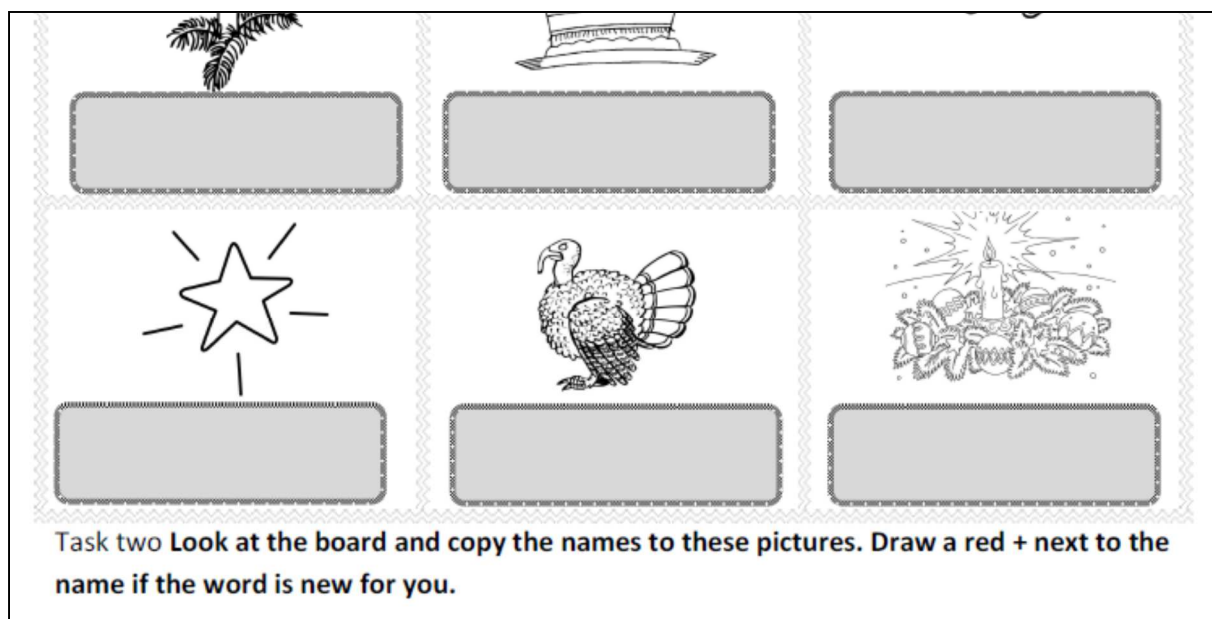 Task two Look at the board and copy the names to these pictures. Draw a red + next to the
name if the word is new for you.